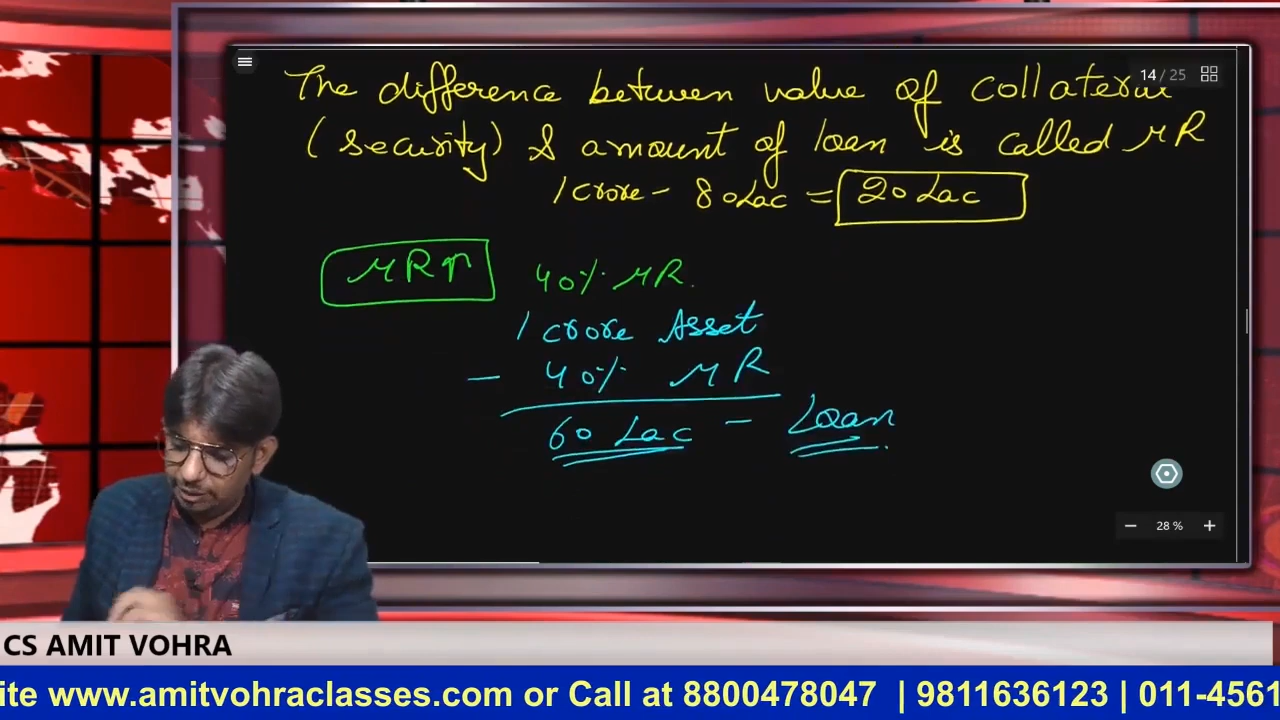 14 / 25
The difference between value of collateral
(security) & amount of loan is called MR
1 crore - 80 Lac = 20 Lac
MR↑ 40% MR.
1 crore Asset
- 40% MR
60 Lac - Loan
28 %
CS AMIT VOHRA
ite www.amitvohraclasses.com or Call at 8800478047 | 9811636123 | 011-4561